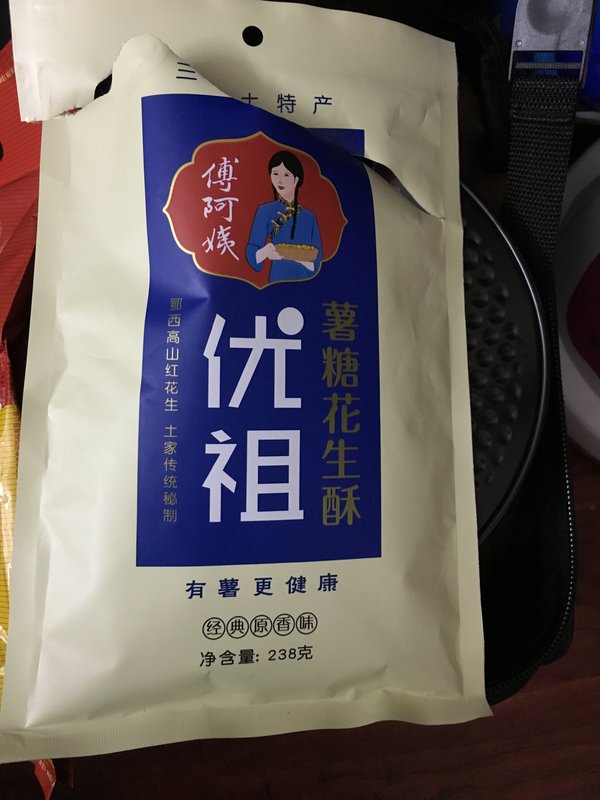 三 土特产
傅阿姨
优祖
薯糖花生酥
鄂西高山红花生 土家传统秘制
有薯更健康
经典原香味
净含量: 238克